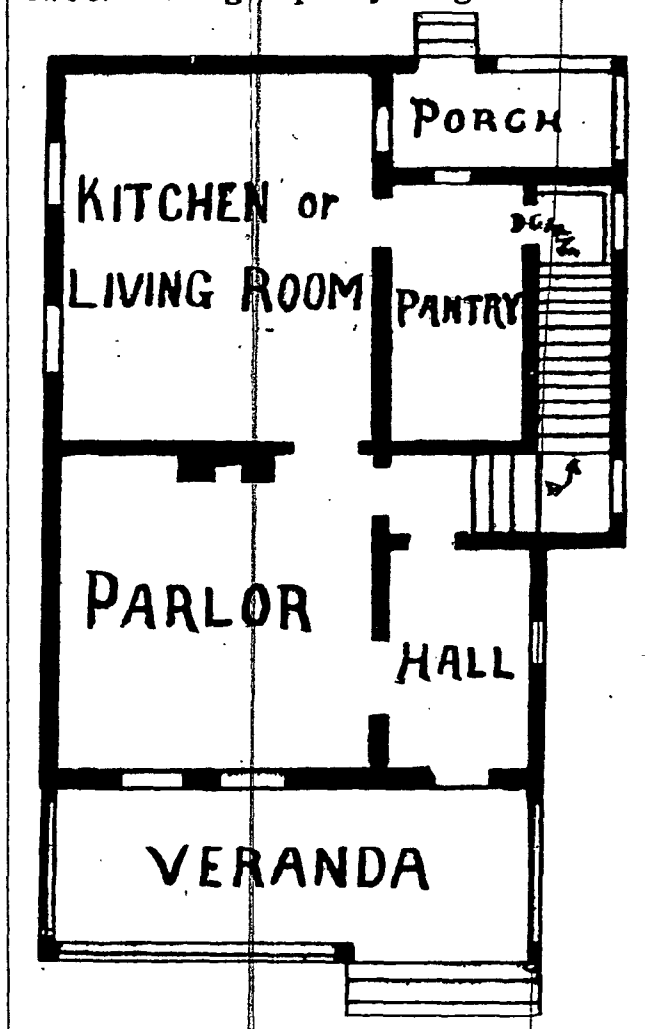 PORCH
KITCHEN or
LIVING ROOM
PANTRY
PARLOR
HALL
VERANDA